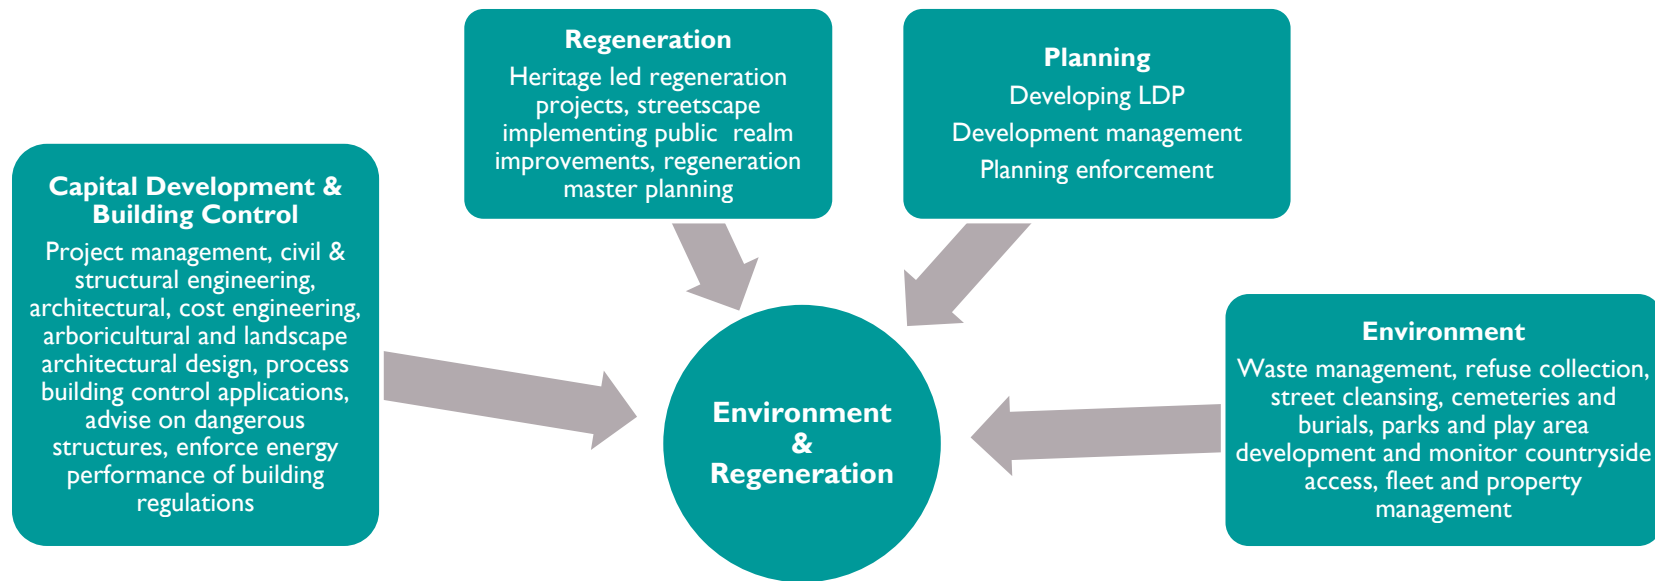 Regeneration
Heritage led regeneration
projects, streetscape
implementing public realm
improvements, regeneration
master planning
Planning
Developing LDP
Development management
Planning enforcement
Capital Development &
Building Control
Project management, civil &
structural engineering,
architectural, cost engineering,
arboricultural and landscape
architectural design, process
building control applications,
advise on dangerous
structures, enforce energy
performance of building
regulations
Environment
&
Regeneration
Environment
Waste management, refuse collection,
street cleansing, cemeteries and
burials, parks and play area
development and monitor countryside
access, fleet and property
management